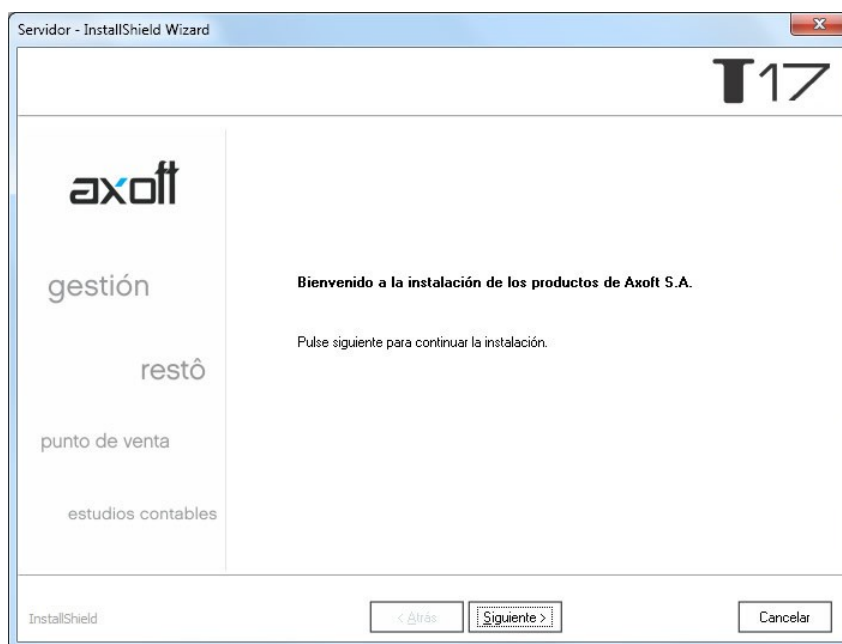 Servidor - InstallShield Wizard
T17
axoft
gestión
restô
punto de venta
estudios contables
Bienvenido a la instalación de los productos de Axoft S.A.
Pulse siguiente para continuar la instalación.
InstallShield
< Atrás
Siguiente >
Cancelar